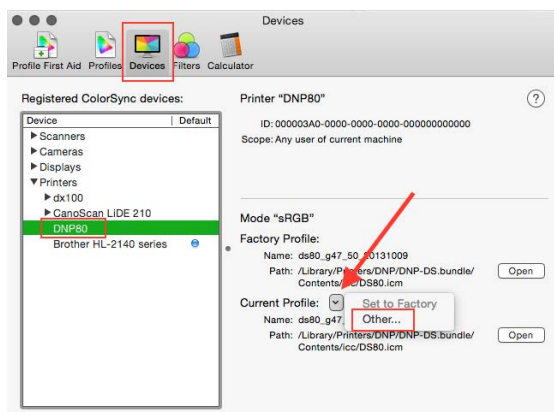 Devices
Profile First Aid Profiles Devices Filters Calculator
Registered ColorSync devices:
Device Default
Scanners
Cameras
Displays
Printers
dx100
CanoScan LiDE 210
DNP80
Brother HL-2140 series
Printer “DNP80”
?
ID: 000003A0-0000-0000-0000-000000000000
Scope: Any user of current machine
Mode “sRGB”
Factory Profile:
Name: ds80_g47_50_20131009
Path: /Library/Printers/DNP/DNP-DS.bundle/
Contents/icc/DS80.icm
Open
Current Profile:
Set to Factory
Other...
Name: ds80_g47_
Path: /Library/Printers/DNP/DNP-DS.bundle/
Contents/icc/DS80.icm
Open